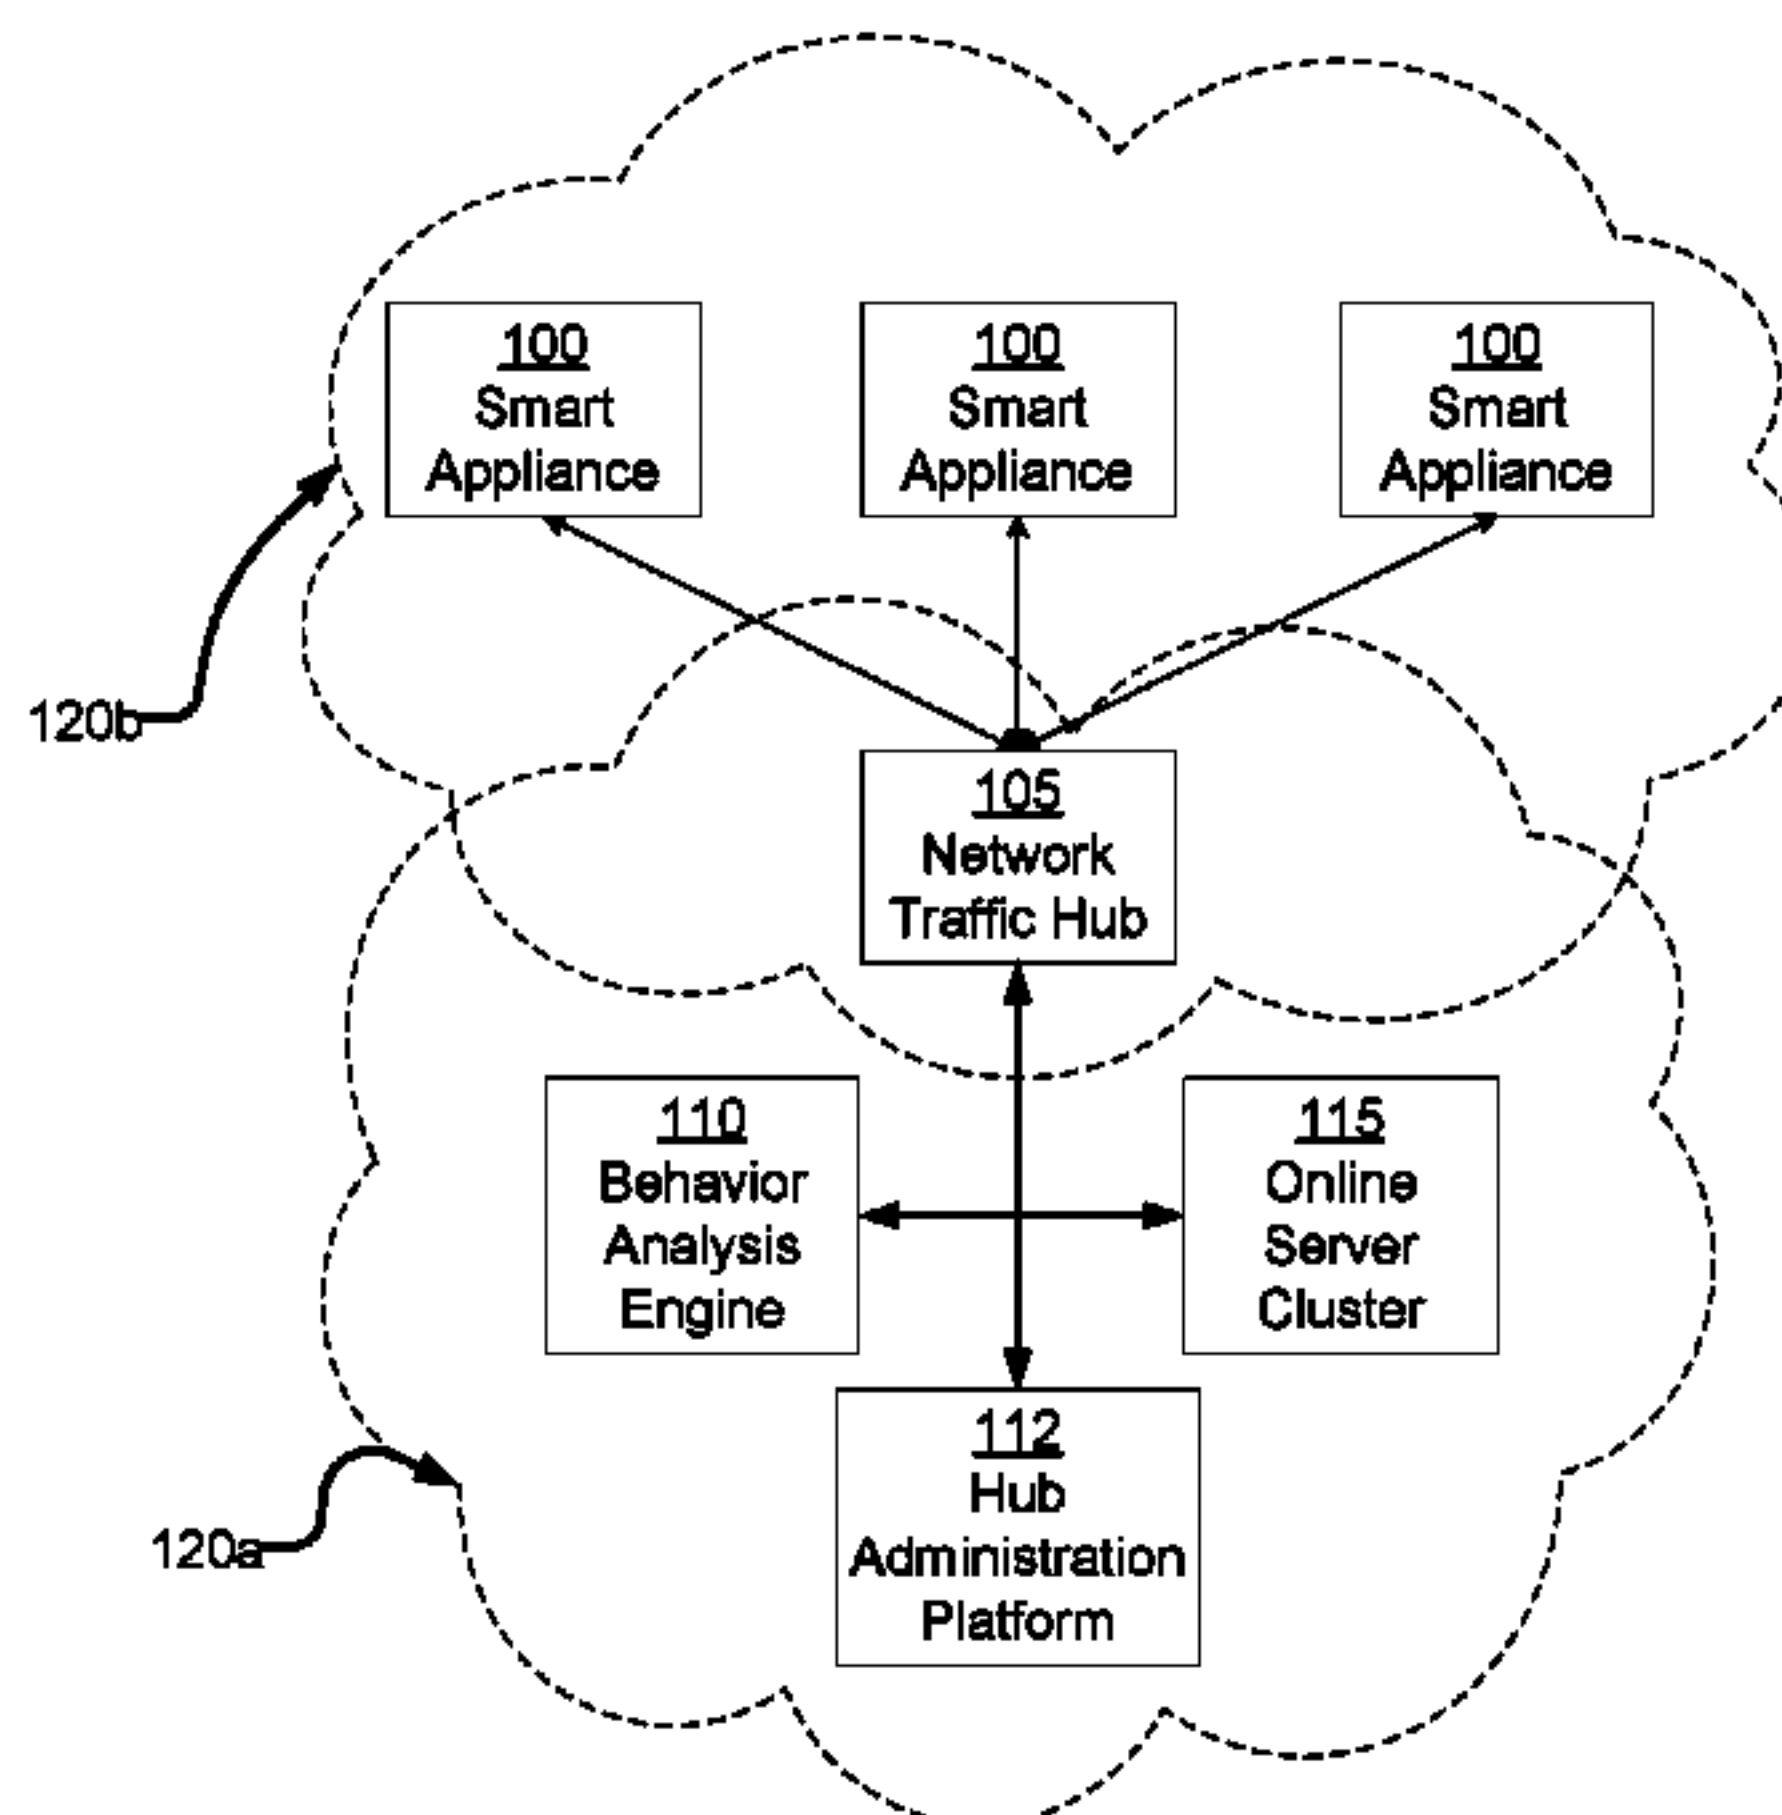 100
Smart
Appliance
100
Smart
Appliance
100
Smart
Appliance
120b
105
Network
Traffic Hub
110
Behavior
Analysis
Engine
115
Online
Server
Cluster
112
Hub
Administration
Platform
120a